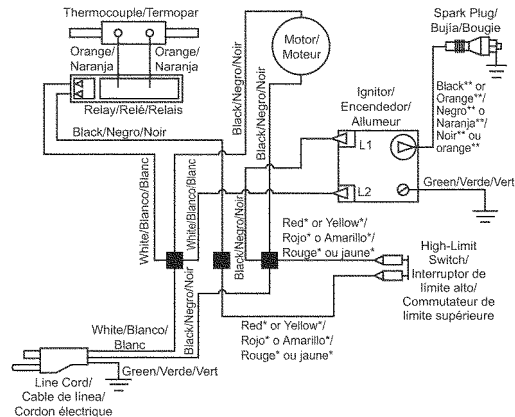 Thermocouple/Termopar
Orange/
Naranja
Orange/
Naranja
Relay/Relé/Relais
Black/Negro/Noir
Black/Negro/Noir
Motor/
Moteur
Black/Negro/Noir
Spark Plug/
Bujía/Bougie
Ignitor/
Encendedor/
Allumeur
L1
L2
Black** or
Orange**/
Negro** o
Naranja**/
Noir** ou
orange**
Green/Verde/Vert
White/Blanco/Blanc
White/Blanco/Blanc
Black/Negro/Noir
Red* or Yellow*/
Rojo* o Amarillo*/
Rouge* ou jaune*
High-Limit
Switch/
Interruptor de
limite alto/
Commutateur de
limite supérieure
White/Blanco/
Blanc
Black/Negro/Noir
Red* or Yellow*/
Rojo* o Amarillo*/
Rouge* ou jaune*
Green/Verde/Vert
Line Cord/
Cable de línea/
Cordon électrique